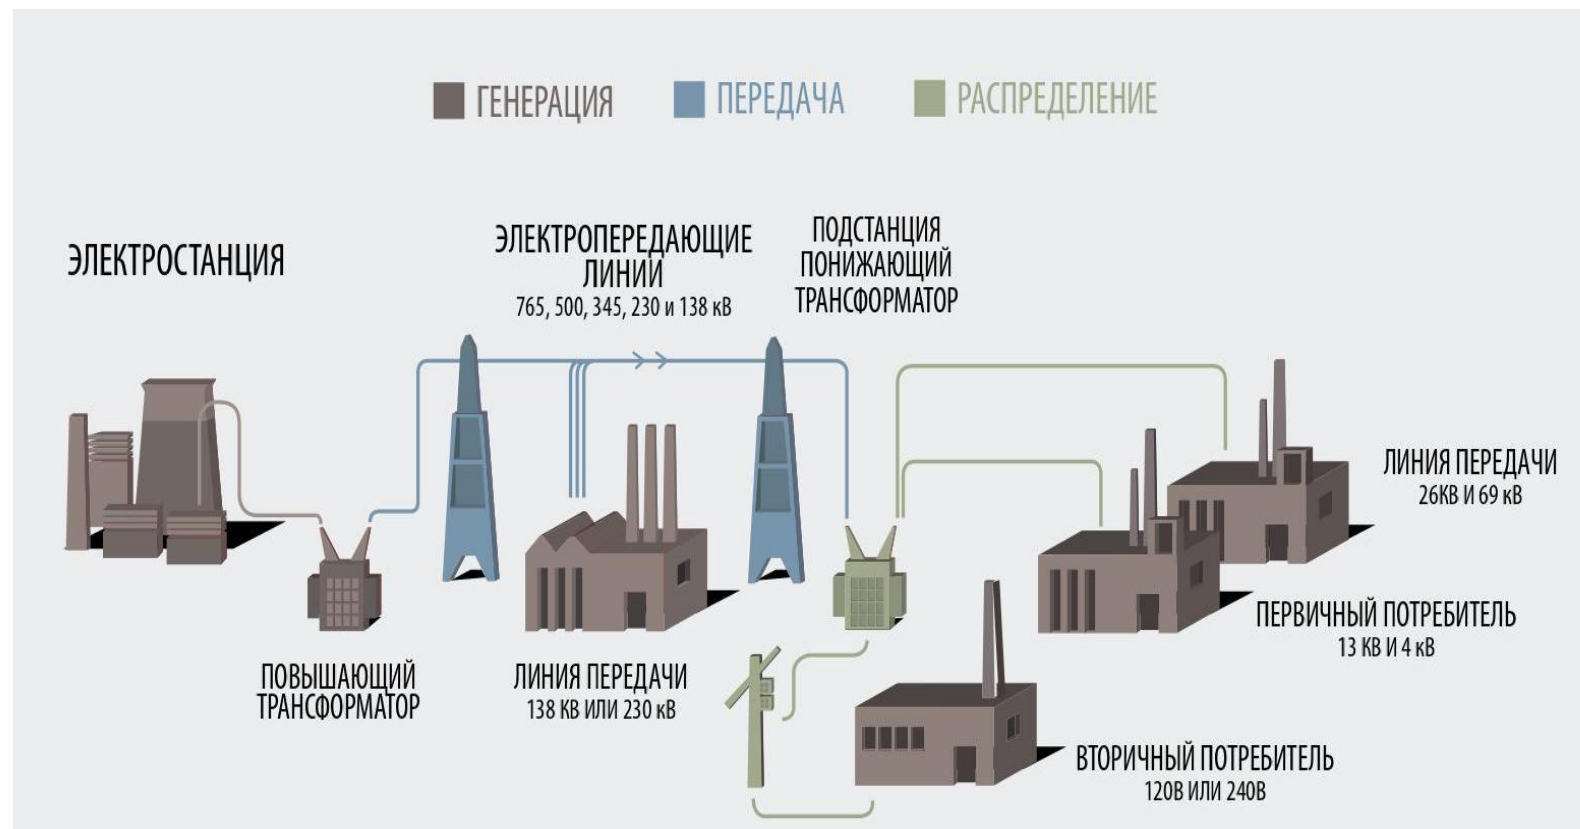 ГЕНЕРАЦИЯ
ПЕРЕДАЧА
РАСПРЕДЕЛЕНИЕ
ЭЛЕКТРОСТАНЦИЯ
ЭЛЕКТРОПЕРЕДАЮЩИЕ
ЛИНИИ
765, 500, 345, 230 и 138 кВ
ПОДСТАНЦИЯ
ПОНИЖАЮЩИЙ
ТРАНСФОРМАТОР
ЛИНИЯ ПЕРЕДАЧИ
26КВ И 69 кВ
ПЕРВИЧНЫЙ ПОТРЕБИТЕЛЬ
13 КВ И 4 кВ
ПОВЫШАЮЩИЙ
ТРАНСФОРМАТОР
ЛИНИЯ ПЕРЕДАЧИ
138 КВ ИЛИ 230 кВ
ВТОРИЧНЫЙ ПОТРЕБИТЕЛЬ
120В ИЛИ 240В